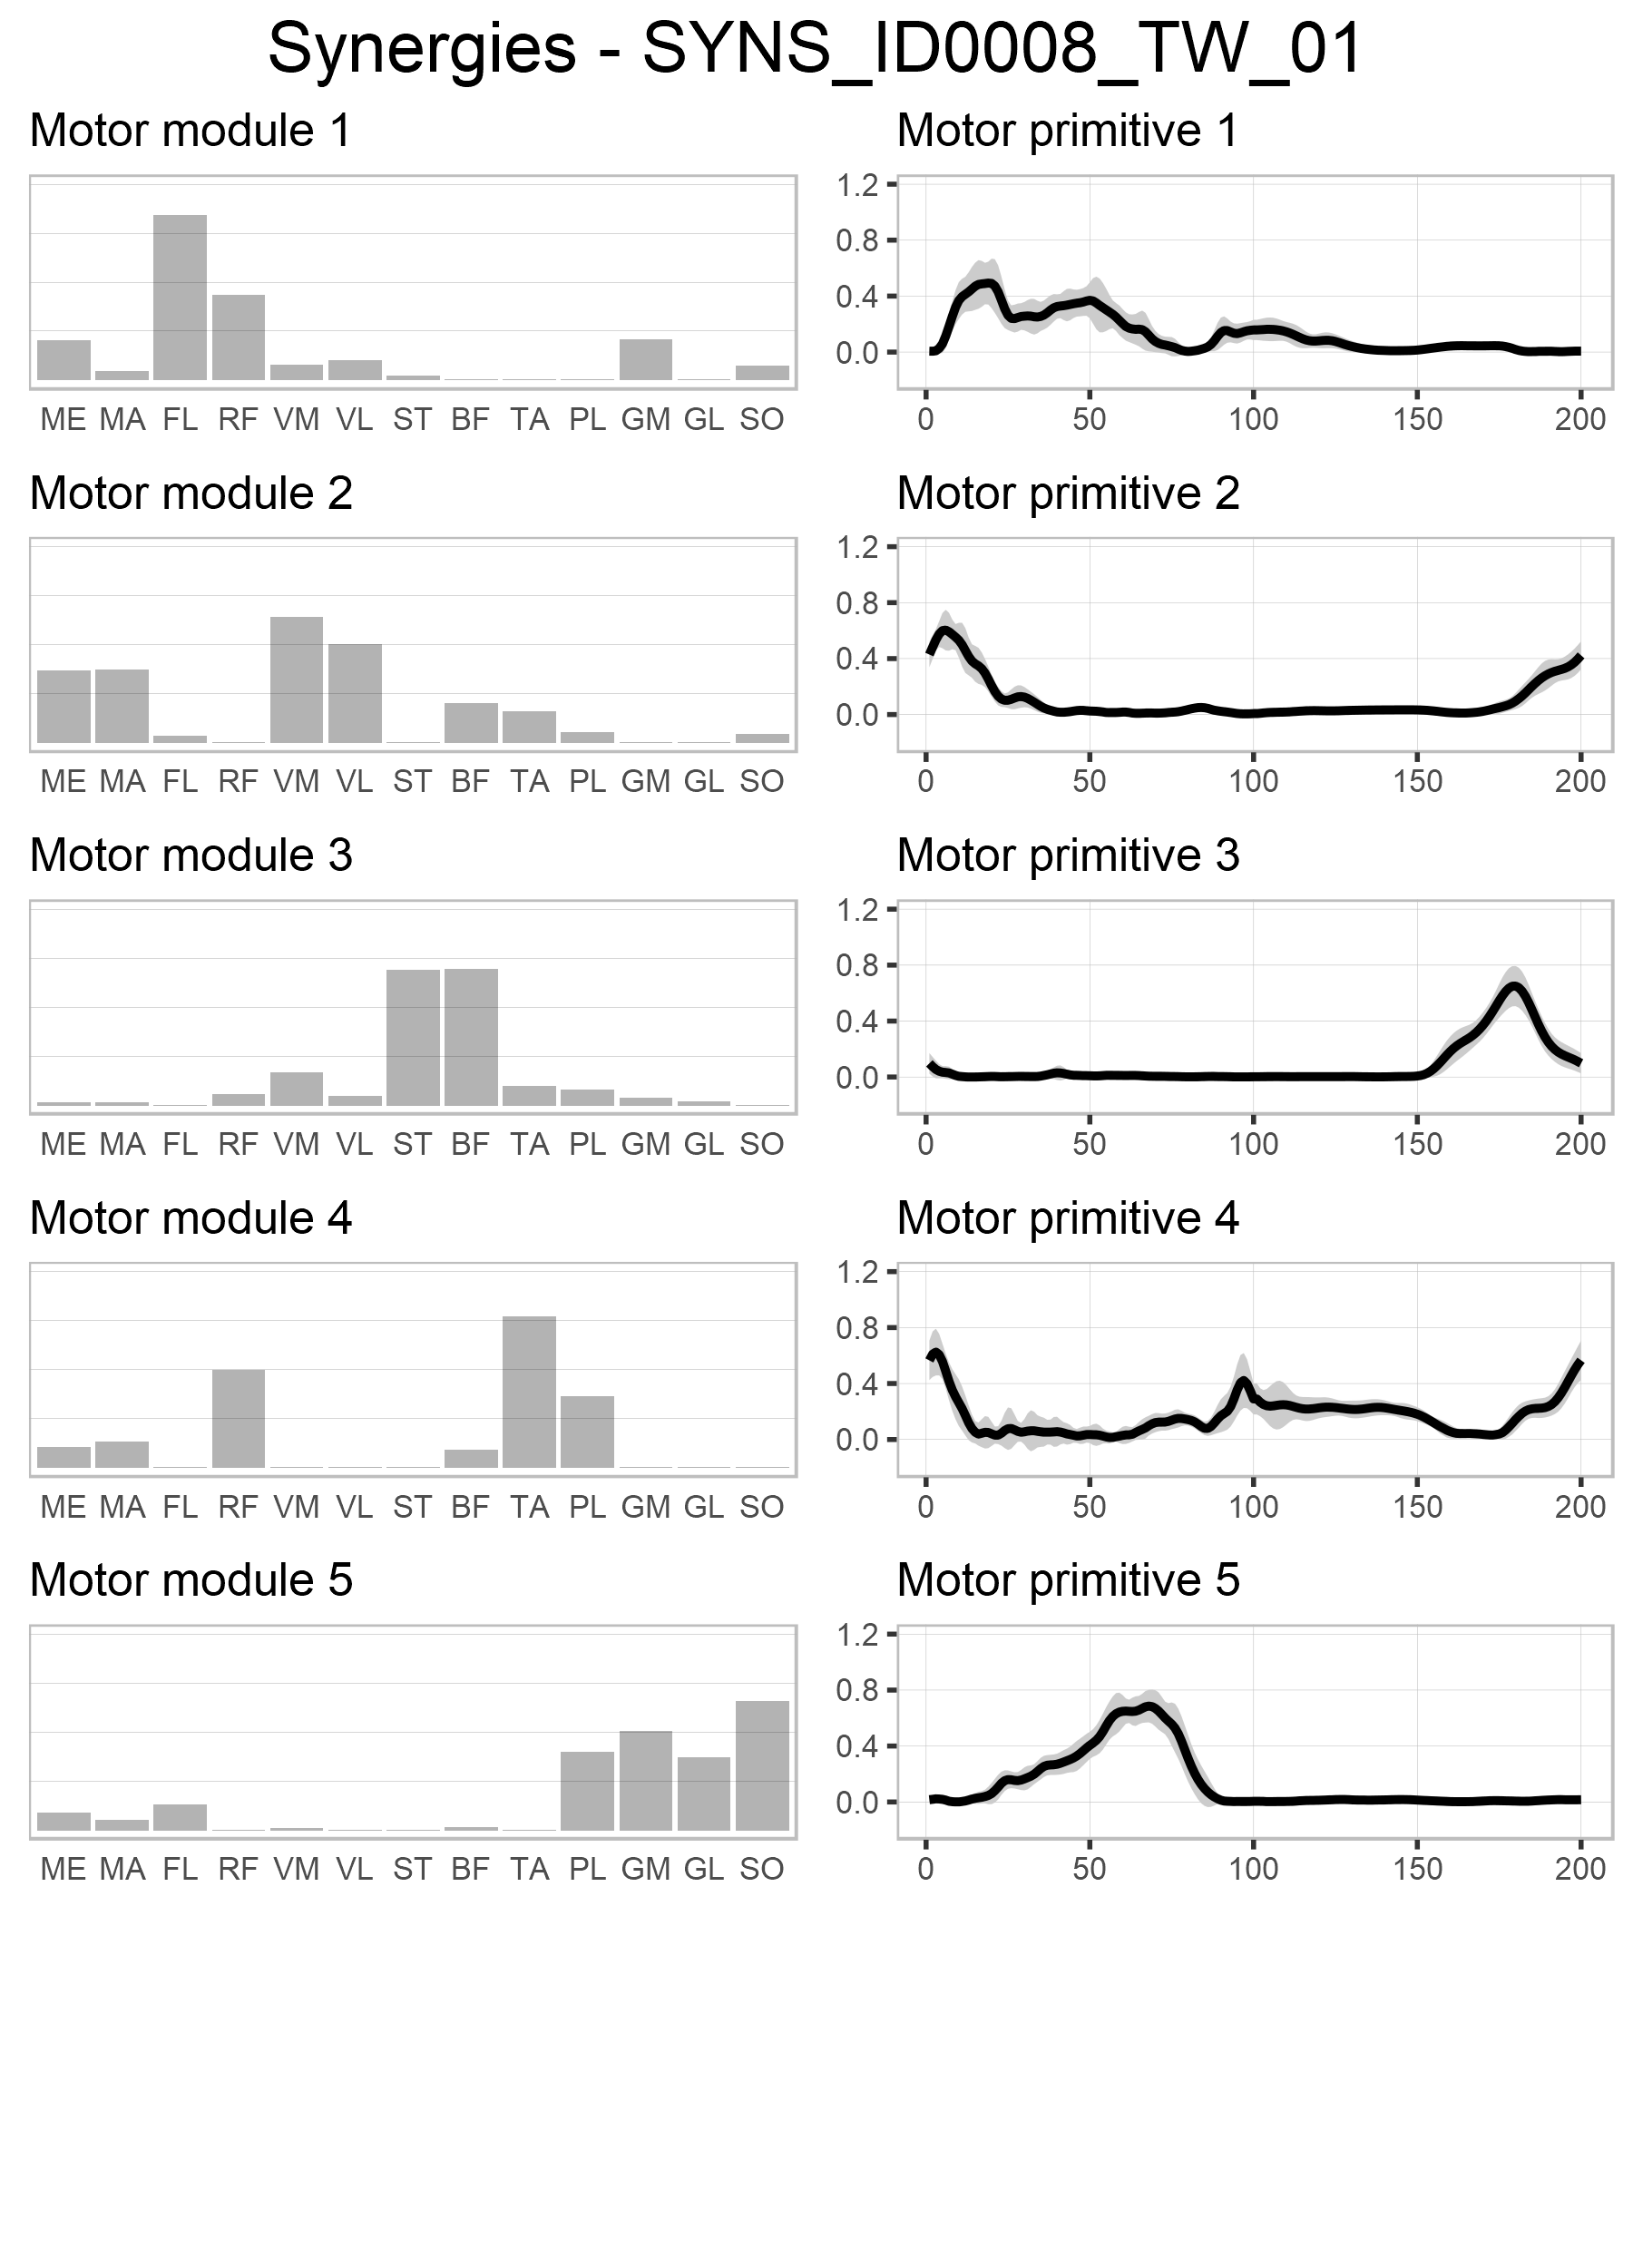 Synergies - SYNS_ID0008_TW_01
Motor module 1
Motor primitive 1
1.2
0.8
0.4
0.0
ME MA FL RF VM VL ST BF TA PL GM GL SO
0 50 100 150 200
Motor module 2
Motor primitive 2
1.2
0.8
0.4
0.0
ME MA FL RF VM VL ST BF TA PL GM GL SO
0 50 100 150 200
Motor module 3
Motor primitive 3
1.2
0.8
0.4
0.0
ME MA FL RF VM VL ST BF TA PL GM GL SO
0 50 100 150 200
Motor module 4
Motor primitive 4
1.2
0.8
0.4
0.0
ME MA FL RF VM VL ST BF TA PL GM GL SO
0 50 100 150 200
Motor module 5
Motor primitive 5
1.2
0.8
0.4
0.0
ME MA FL RF VM VL ST BF TA PL GM GL SO
0 50 100 150 200